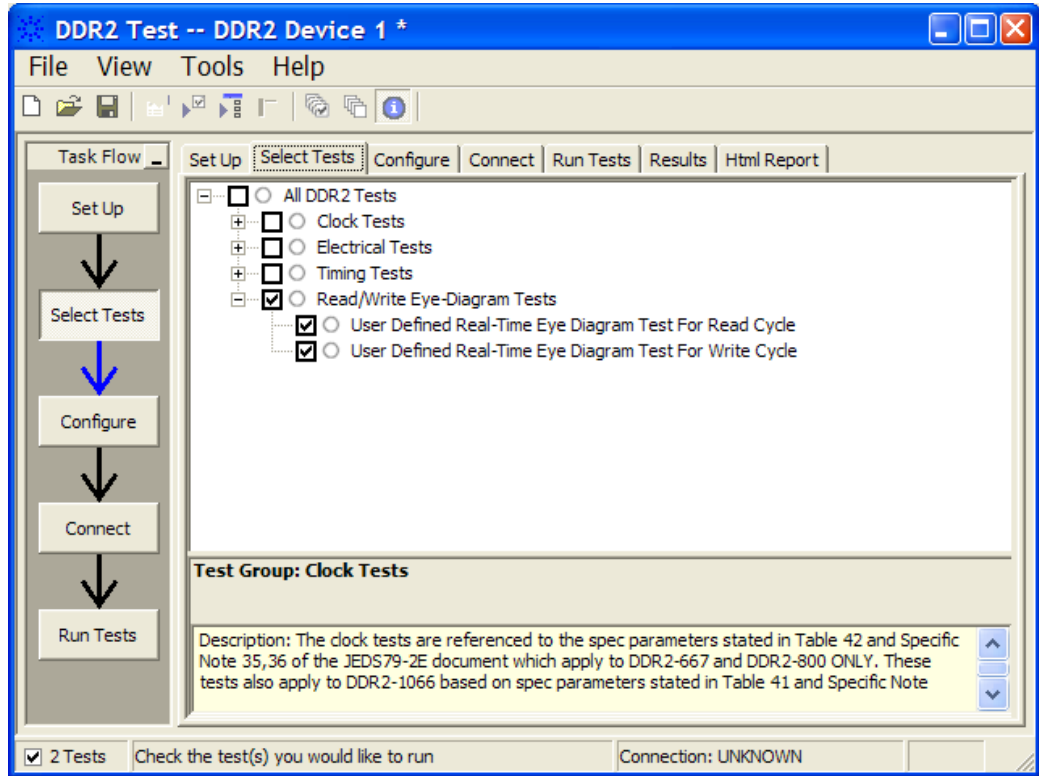 DDR2 Test -- DDR2 Device 1 *
File View Tools Help
Task Flow
Set Up Select Tests Configure Connect Run Tests Results Html Report
Set Up
Select Tests
Configure
Connect
Run Tests
All DDR2 Tests
Clock Tests
Electrical Tests
Timing Tests
Read/Write Eye-Diagram Tests
User Defined Real-Time Eye Diagram Test For Read Cycle
User Defined Real-Time Eye Diagram Test For Write Cycle
Test Group: Clock Tests
Description: The clock tests are referenced to the spec parameters stated in Table 42 and Specific
Note 35,36 of the JEDS79-2E document which apply to DDR2-667 and DDR2-800 ONLY. These
tests also apply to DDR2-1066 based on spec parameters stated in Table 41 and Specific Note
2 Tests Check the test(s) you would like to run Connection: UNKNOWN